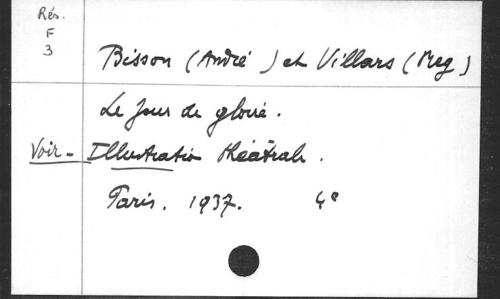 Rés.
F
3
Bisson (André) et Villars (Meg)
Le Jour de gloire.
Voir - Illustration théâtrale.
Paris. 1937. 4°